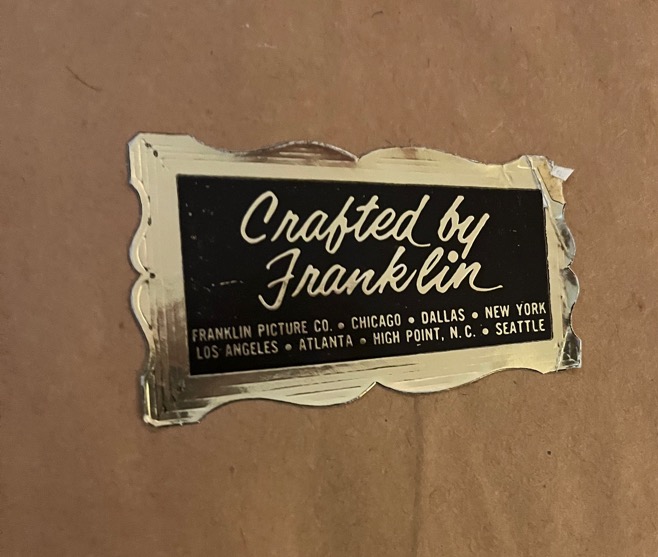 Crafted by
Franklin
FRANKLIN PICTURE CO. • CHICAGO • DALLAS • NEW YORK
LOS ANGELES • ATLANTA • HIGH POINT, N.C. • SEATTLE